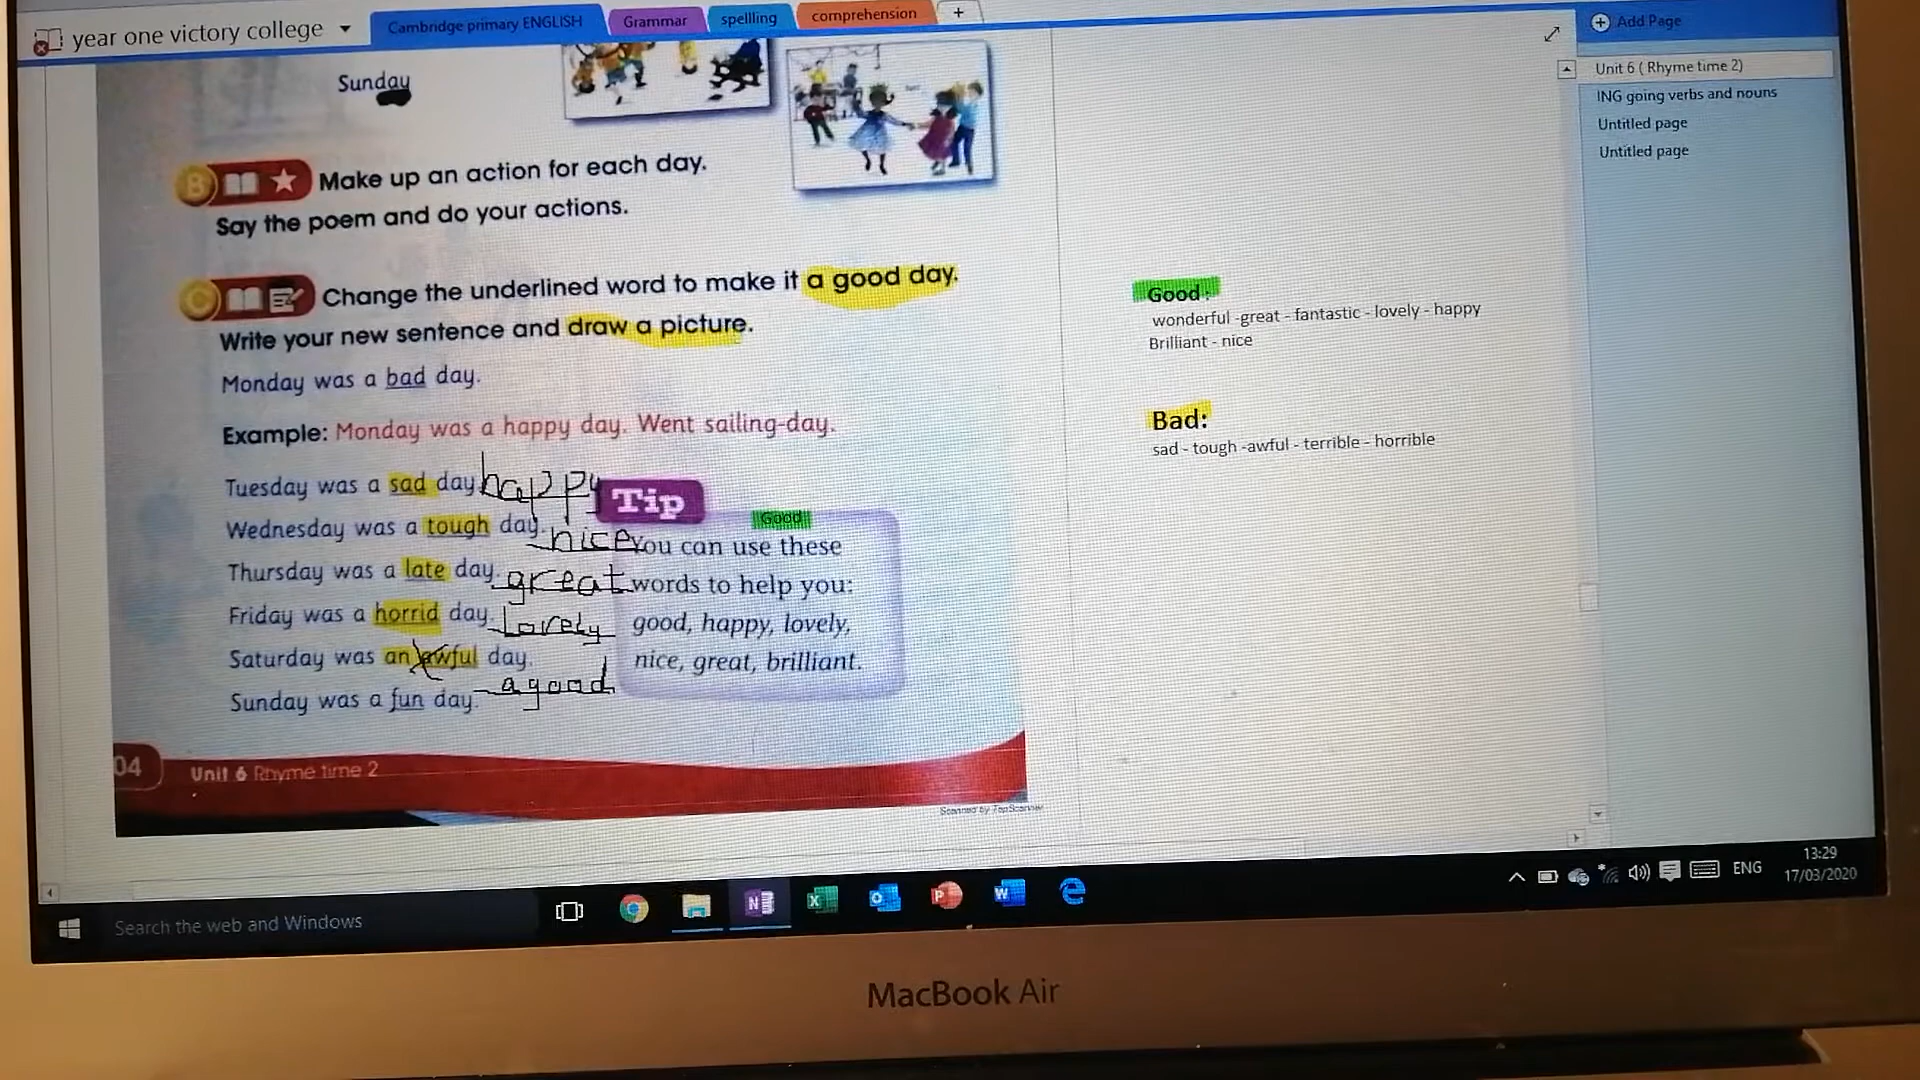 year one victory college
Cambridge primary ENGLISH
Grammar
spellling
comprehension
+
Add Page
Unit 6 ( Rhyme time 2)
ING going verbs and nouns
Untitled page
Untitled page
Sunday
B Make up an action for each day.
Say the poem and do your actions.
C Change the underlined word to make it a good day.
Write your new sentence and draw a picture.
Monday was a bad day.
Example: Monday was a happy day. Went sailing-day.
Tuesday was a sad day. happy
Wednesday was a tough day. nice
Thursday was a late day. great
Friday was a horrid day. Lovely
Saturday was an awful day.
a good
Sunday was a fun day.
Tip
Good
You can use these
words to help you:
good, happy, lovely,
nice, great, brilliant.
04 Unit 6 Rhyme time 2
Scanned by TapScanner
Good :
wonderful -great - fantastic - lovely - happy
Brilliant - nice
Bad:
sad - tough -awful - terrible - horrible
Search the web and Windows
ENG
13:29
17/03/2020
MacBook Air